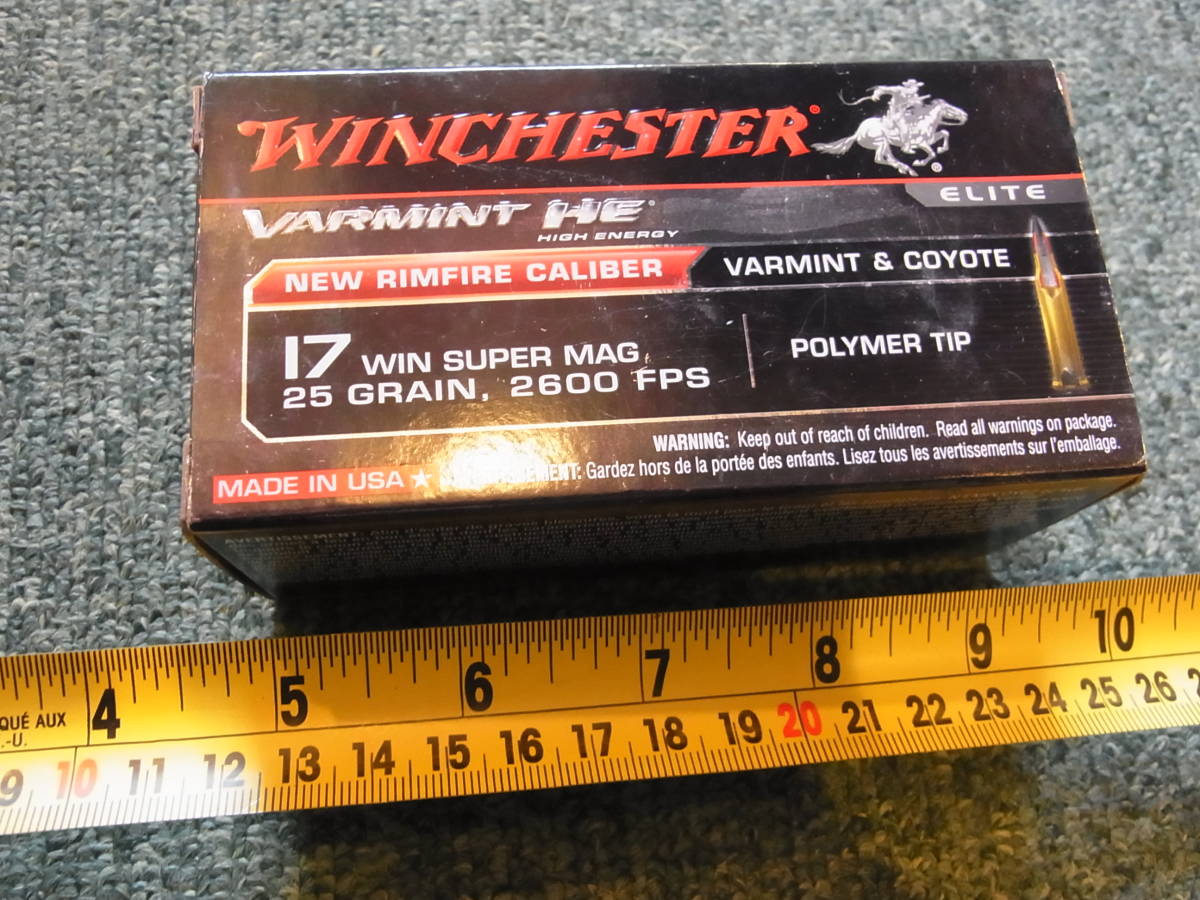 WINCHESTER®
®
ELITE
VARMINT HE®
HIGH ENERGY
NEW RIMFIRE CALIBER
VARMINT & COYOTE
17 WIN SUPER MAG
25 GRAIN, 2600 FPS
POLYMER TIP
WARNING: Keep out of reach of children. Read all warnings on package.
Gardez hors de la portée des enfants. Lisez tous les avertissements sur l'emballage.
MADE IN USA ★
AVERTISSEMENT:
4 5 6 7 8 9 10
QUÉ AUX
.-U.
9 10 11 12 13 14 15 16 17 18 19 20 21 22 23 24 25 26